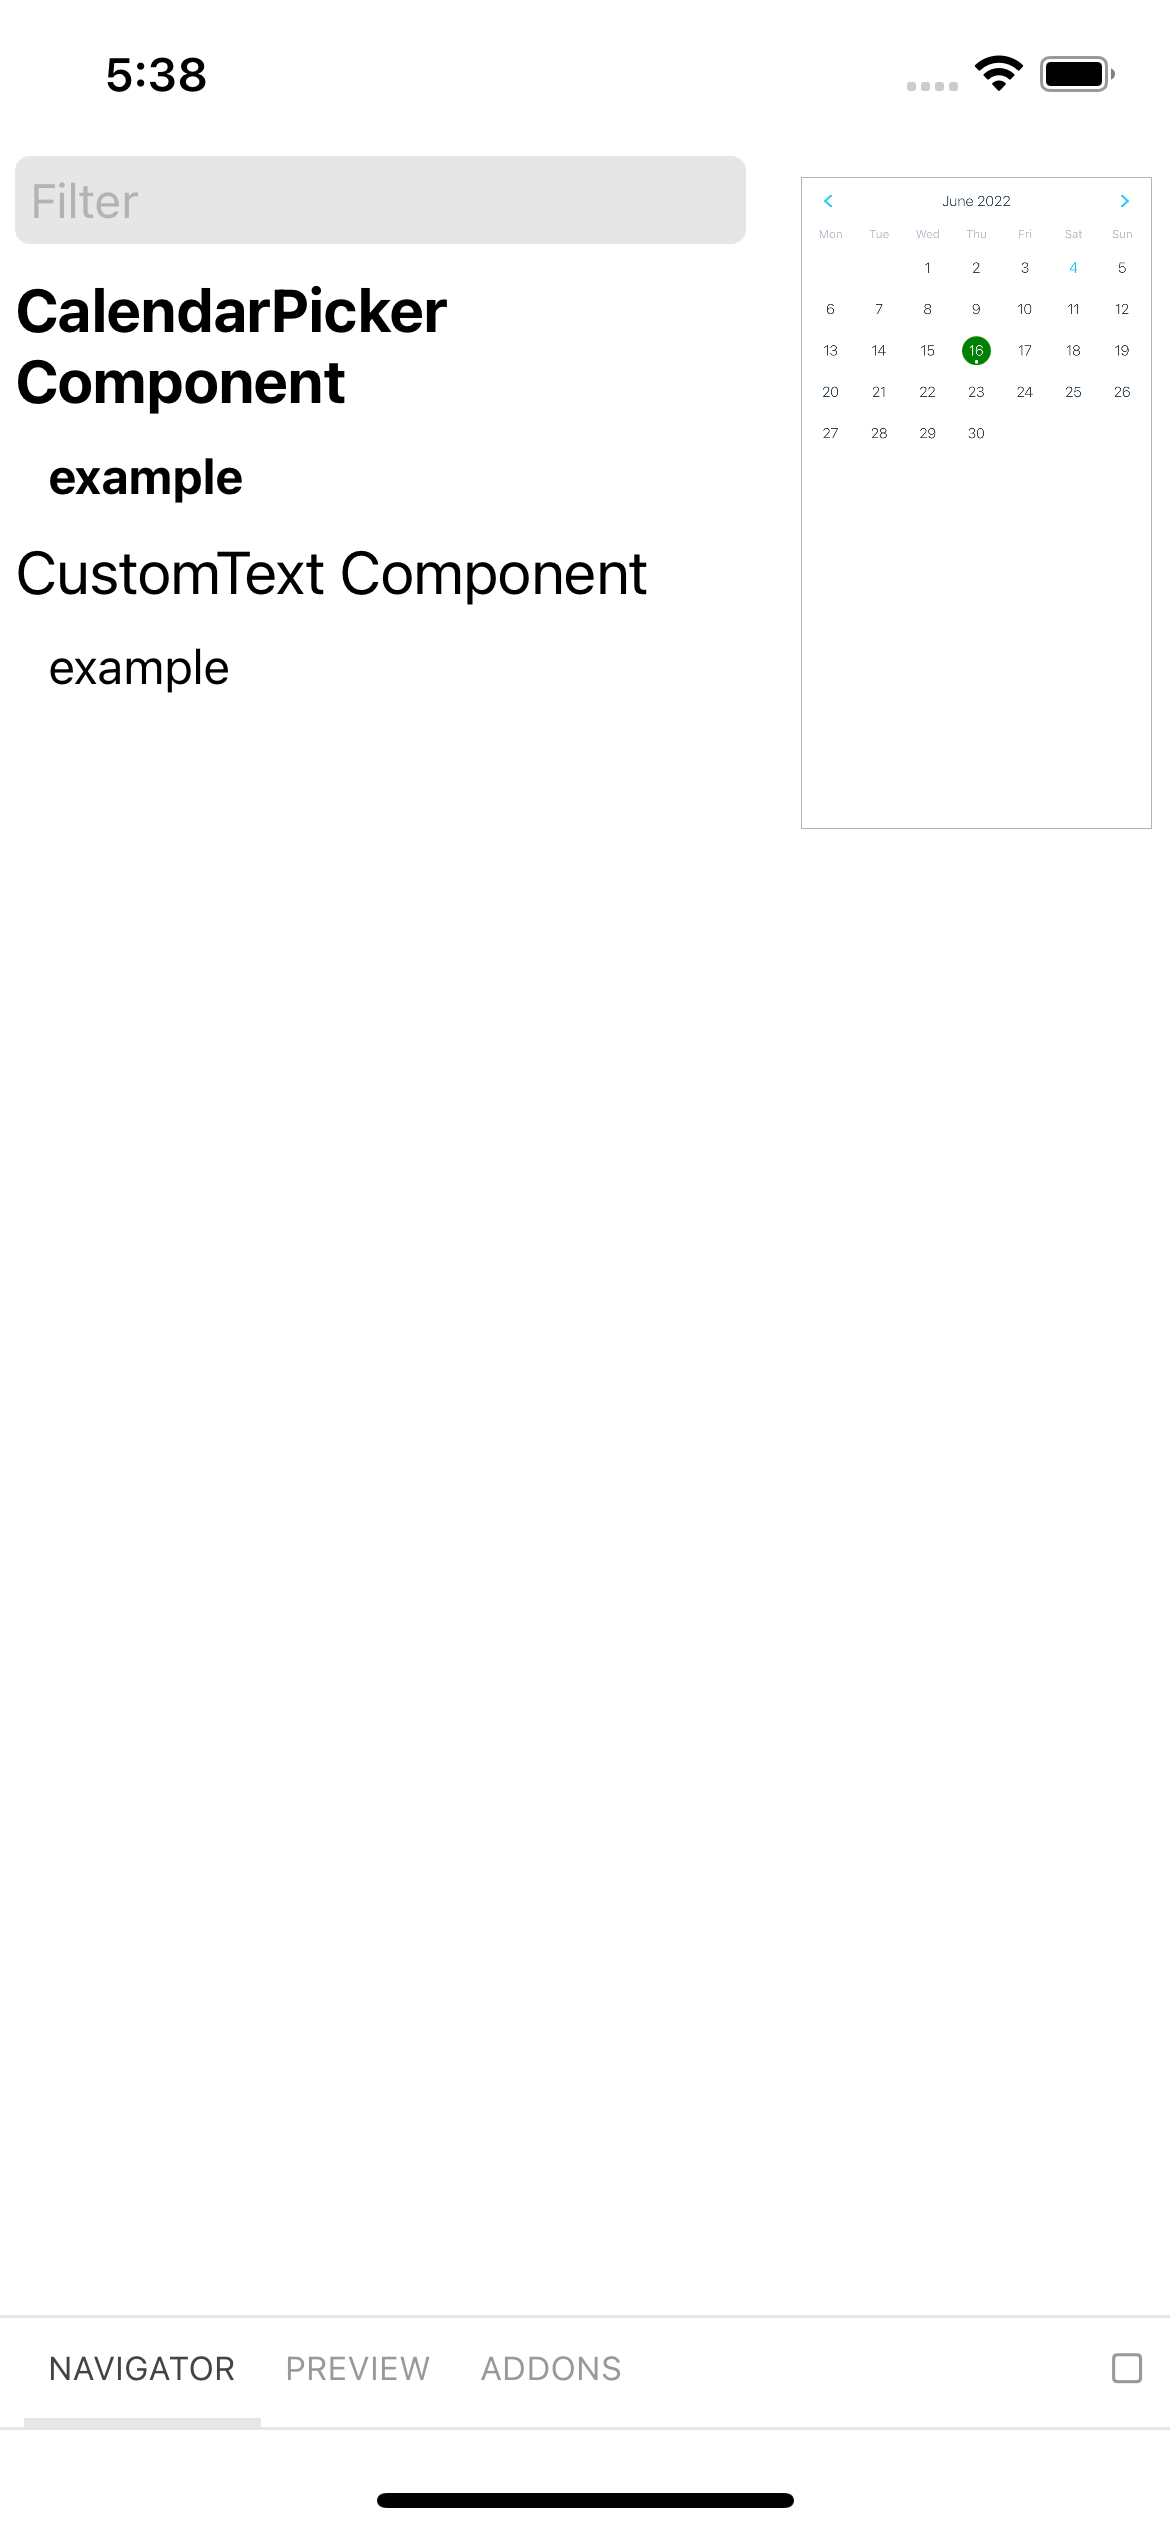 5:38
Filter
CalendarPicker
Component
example
CustomText Component
example
June 2022
Mon Tue Wed Thu Fri Sat Sun
1 2 3 4 5
6 7 8 9 10 11 12
13 14 15 16 17 18 19
20 21 22 23 24 25 26
27 28 29 30
NAVIGATOR PREVIEW ADDONS